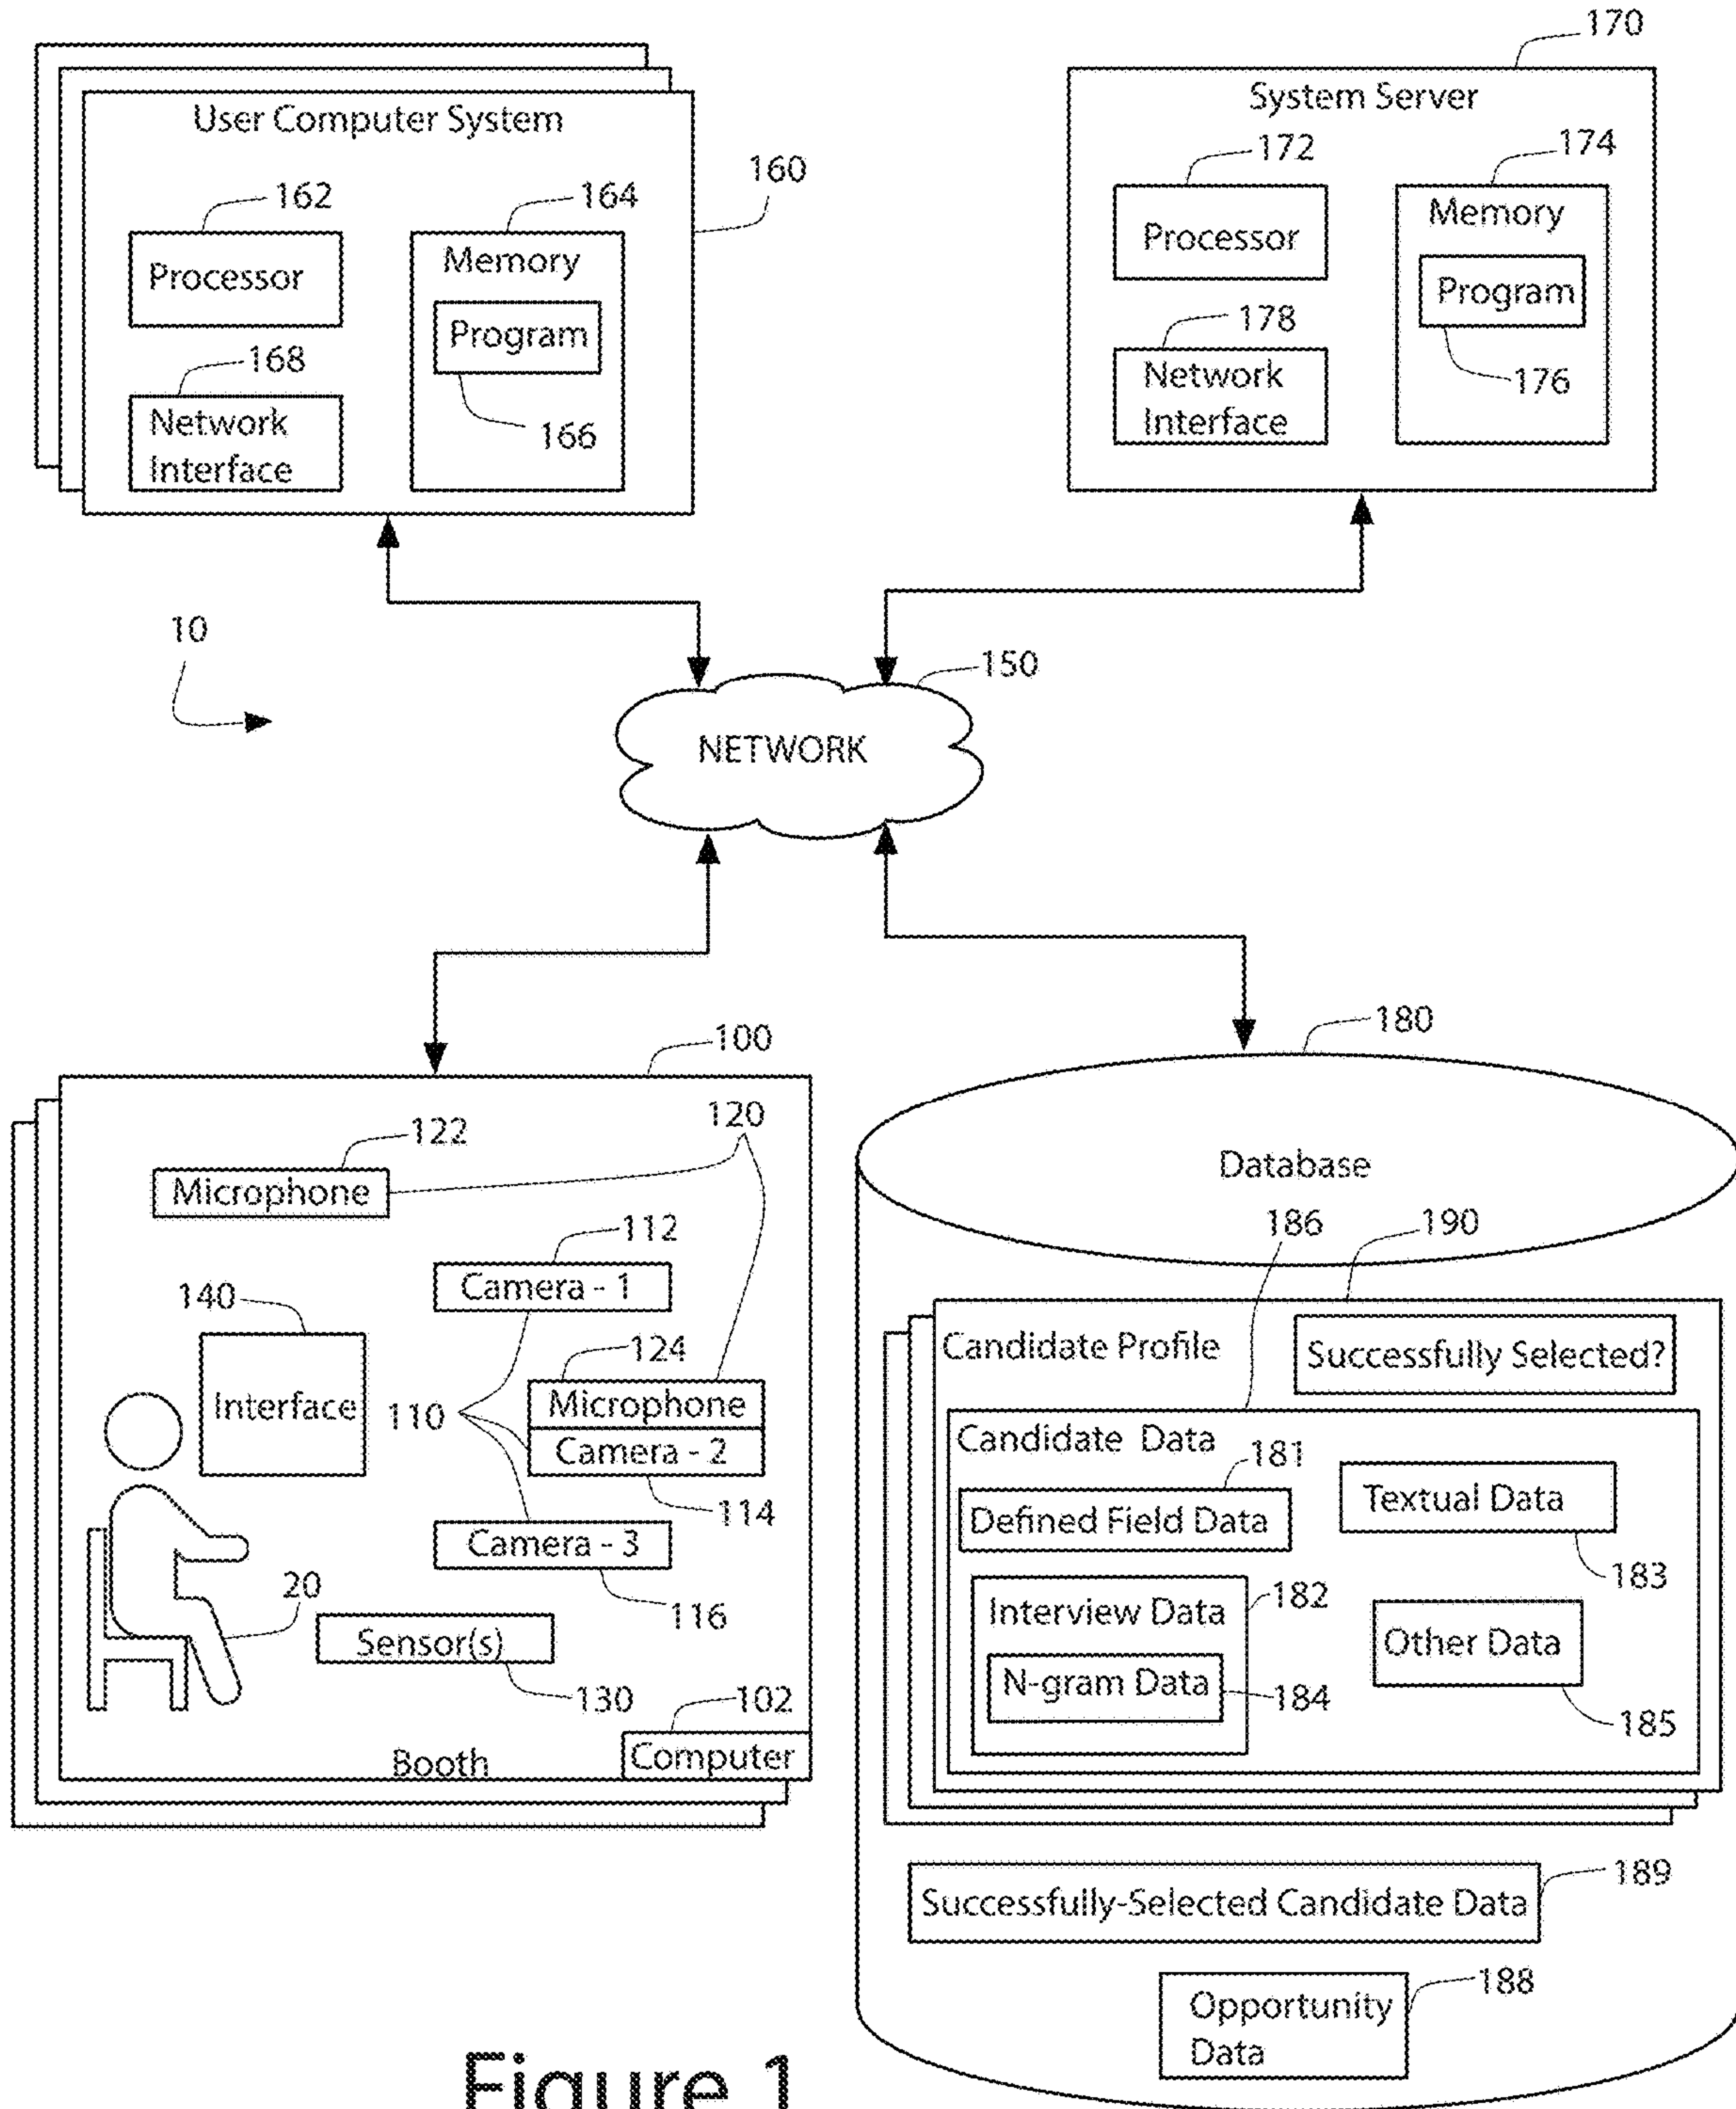 170
User Computer System
System Server
160
172
174
162
164
Processor
Memory
Program
Processor
Memory
Program
178
176
168
Network
Interface
166
Network
Interface
10
150
NETWORK
100
180
122
120
Microphone
Database
112
186
190
Camera - 1
140
Candidate Profile
Successfully Selected?
124
Interface
110
Microphone
Camera - 2
114
Candidate Data
181
Defined Field Data
Textual Data
183
Camera - 3
116
20
Sensor(s)
130
182
Interview Data
N-gram Data
184
Other Data
185
102
Booth
Computer
189
Successfully-Selected Candidate Data
188
Opportunity
Data
Figure 1